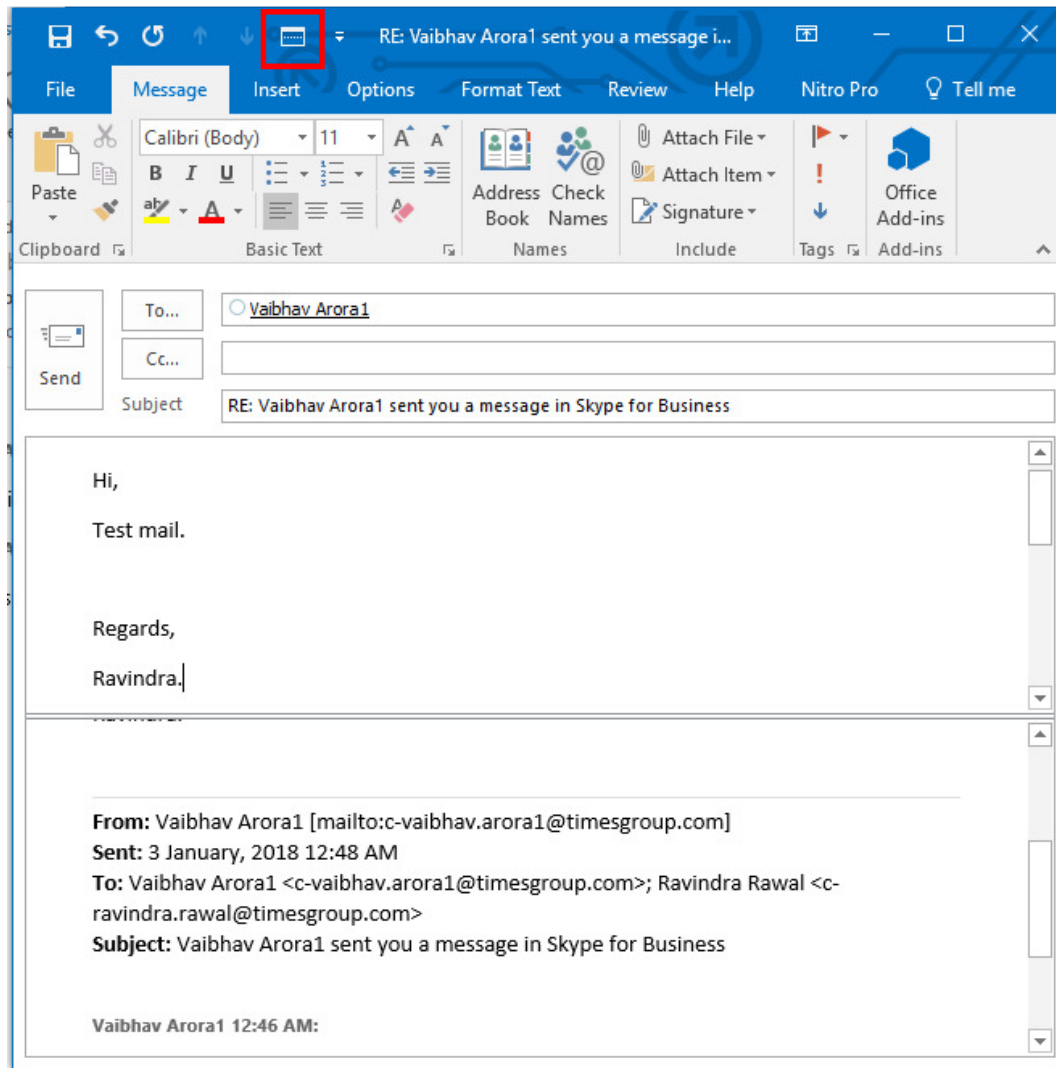 RE: Vaibhav Arora1 sent you a message i...
File Message Insert Options Format Text Review Help Nitro Pro Tell me
Calibri (Body) 11 A A Attach File
Paste B I U Address Book Check Names Attach Item Office Add-ins
ab A Signature
Clipboard Basic Text Names Include Tags Add-ins
To... Vaibhav Arora1
Cc...
Send
Subject RE: Vaibhav Arora1 sent you a message in Skype for Business
Hi,
Test mail.
Regards,
Ravindra.
From: Vaibhav Arora1 [mailto:c-vaibhav.arora1@timesgroup.com]
Sent: 3 January, 2018 12:48 AM
To: Vaibhav Arora1 <c-vaibhav.arora1@timesgroup.com>; Ravindra Rawal <c-
ravindra.rawal@timesgroup.com>
Subject: Vaibhav Arora1 sent you a message in Skype for Business
Vaibhav Arora1 12:46 AM: